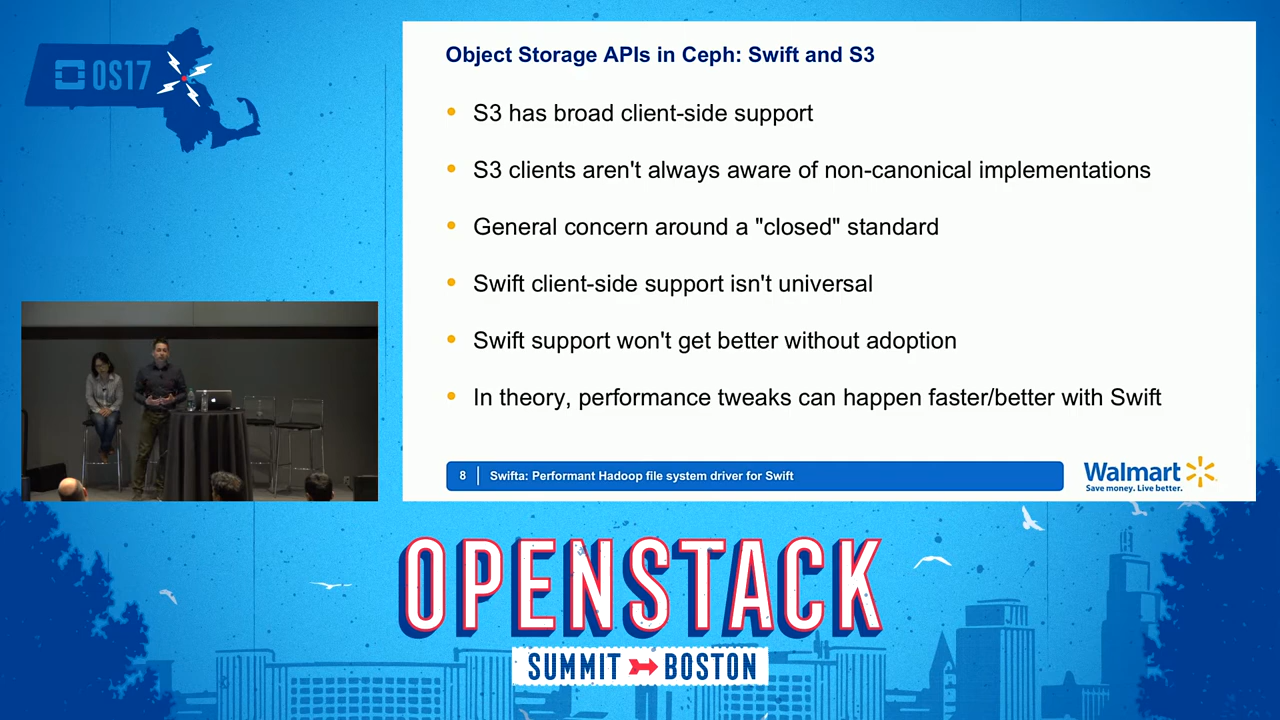 OS17
Object Storage APIs in Ceph: Swift and S3
• S3 has broad client-side support
• S3 clients aren't always aware of non-canonical implementations
• General concern around a "closed" standard
• Swift client-side support isn't universal
• Swift support won't get better without adoption
• In theory, performance tweaks can happen faster/better with Swift
8 | Swifta: Performant Hadoop file system driver for Swift
Walmart
Save money. Live better.
OPENSTACK
SUMMIT BOSTON